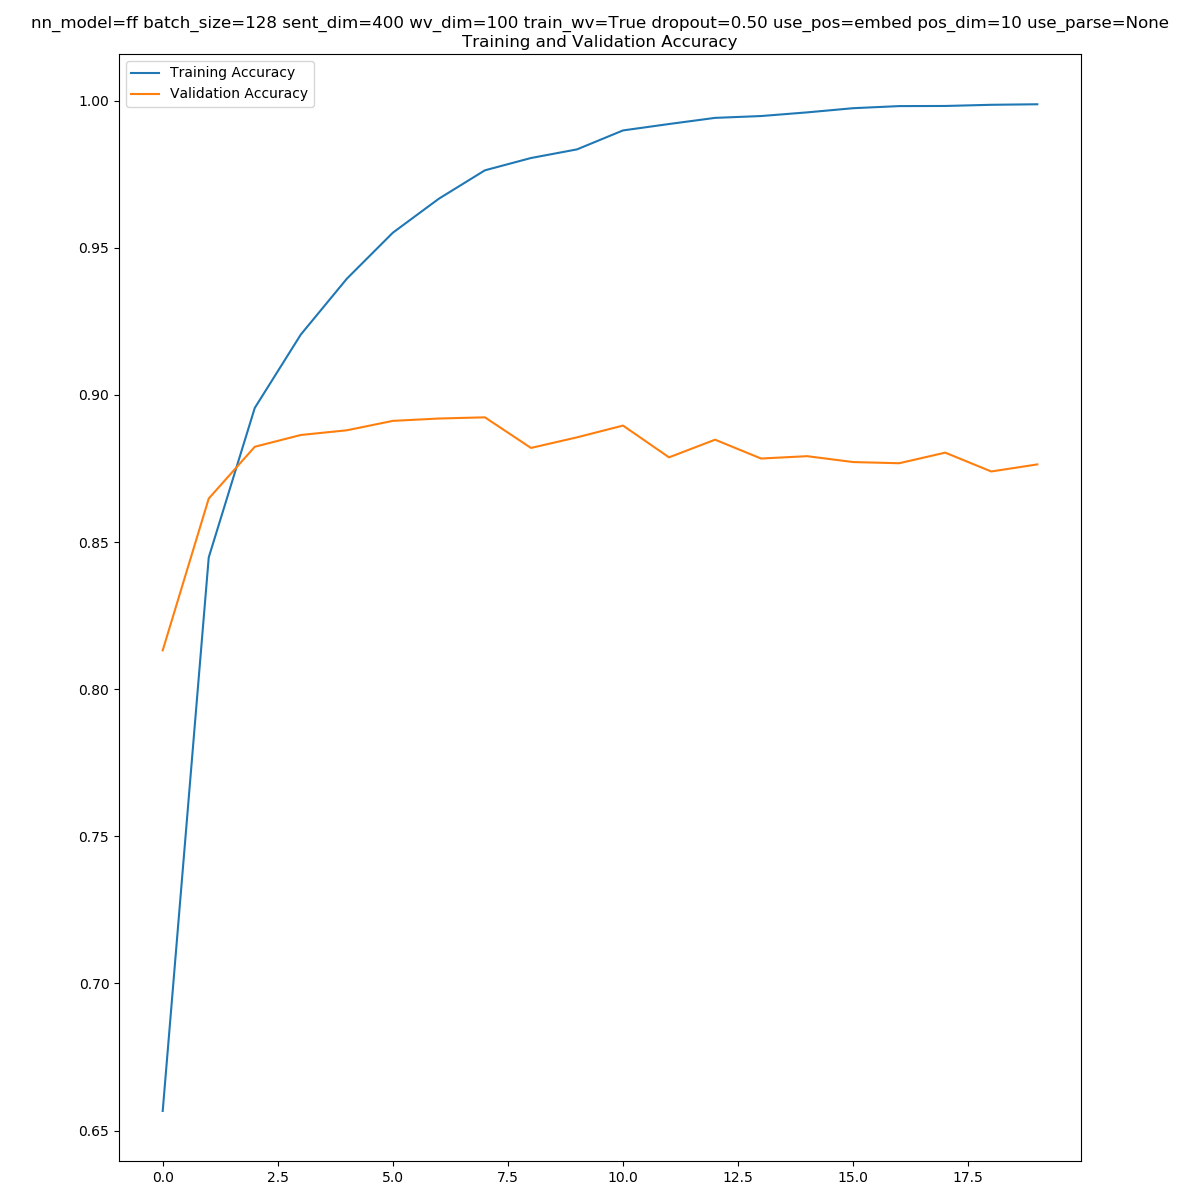 nn_model=ff batch_size=128 sent_dim=400 wv_dim=100 train_wv=True dropout=0.50 use_pos=embed pos_dim=10 use_parse=None
Training and Validation Accuracy
Training Accuracy
Validation Accuracy
1.00
0.95
0.90
0.85
0.80
0.75
0.70
0.65
0.0 2.5 5.0 7.5 10.0 12.5 15.0 17.5